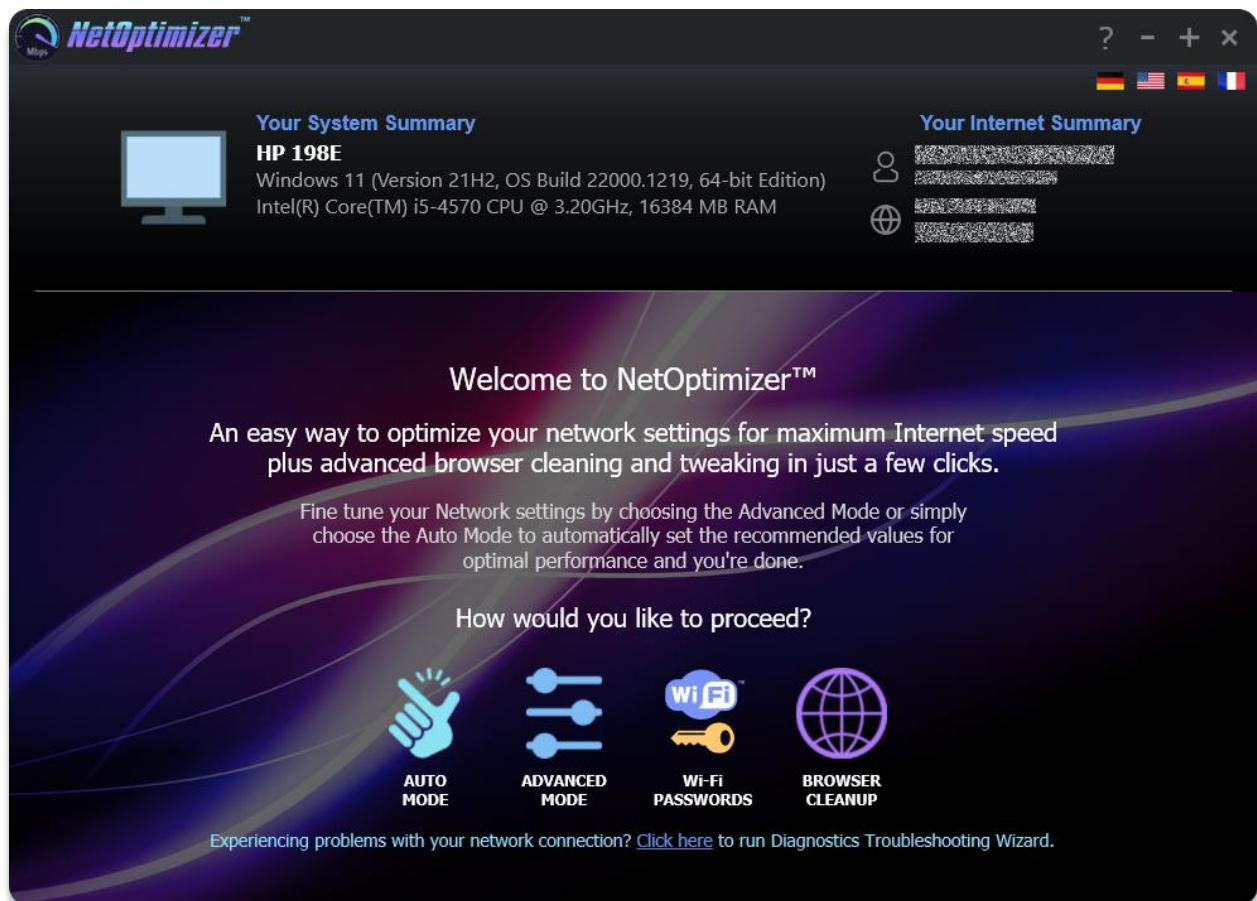 Mbps
NetOptimizer™
? - + ×
Your System Summary
HP 198E
Windows 11 (Version 21H2, OS Build 22000.1219, 64-bit Edition)
Intel(R) Core(TM) i5-4570 CPU @ 3.20GHz, 16384 MB RAM
Your Internet Summary
Welcome to NetOptimizer™
An easy way to optimize your network settings for maximum Internet speed
plus advanced browser cleaning and tweaking in just a few clicks.
Fine tune your Network settings by choosing the Advanced Mode or simply
choose the Auto Mode to automatically set the recommended values for
optimal performance and you're done.
How would you like to proceed?
WiFi™
AUTO
MODE
ADVANCED
MODE
Wi-Fi
PASSWORDS
BROWSER
CLEANUP
Experiencing problems with your network connection? Click here to run Diagnostics Troubleshooting Wizard.